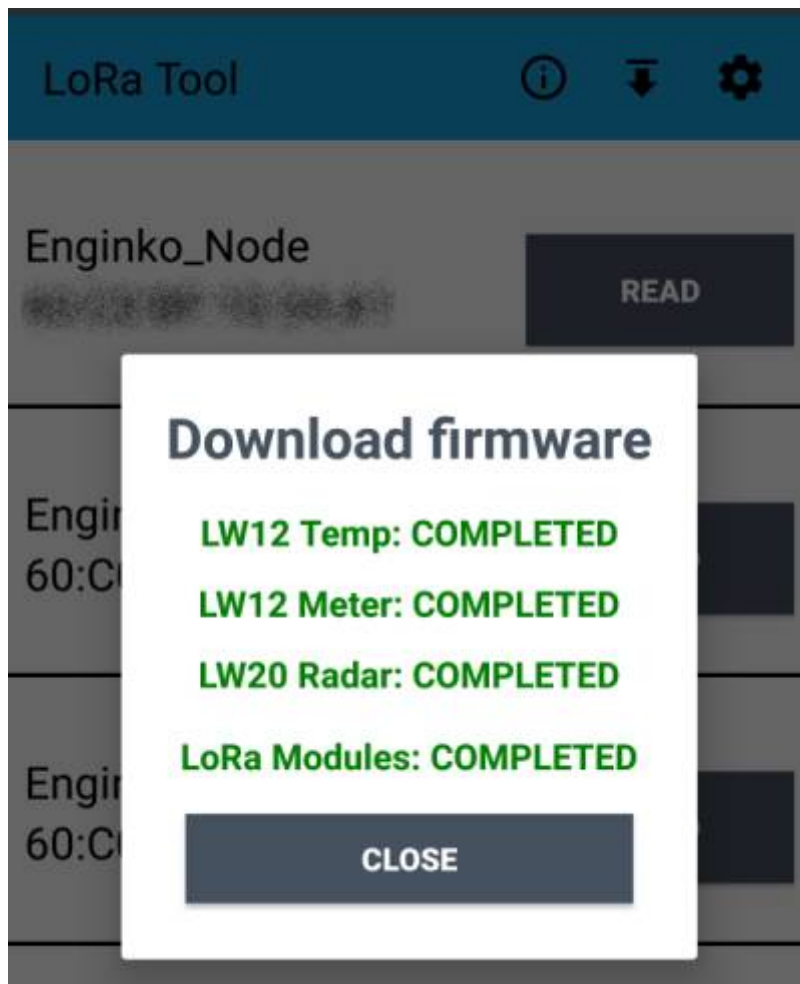 LoRa Tool
Enginko_Node
READ
Download firmware
LW12 Temp: COMPLETED
LW12 Meter: COMPLETED
LW20 Radar: COMPLETED
LoRa Modules: COMPLETED
CLOSE